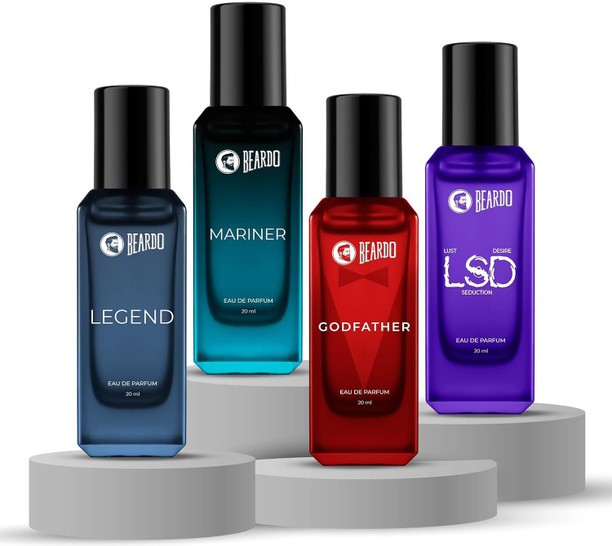 BEARDO
LEGEND
EAU DE PARFUM
20 ml
BEARDO
MARINER
EAU DE PARFUM
20 ml
BEARDO
GODFATHER
EAU DE PARFUM
20 ml
BEARDO
LUST DESIRE
LSD
SEDUCTION
EAU DE PARFUM
20 ml